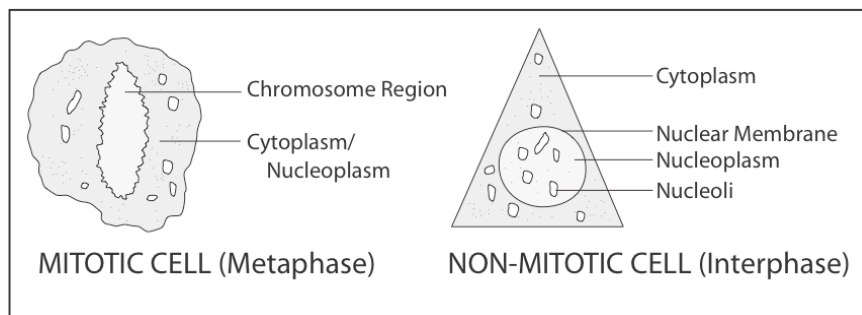 Chromosome Region
Cytoplasm/
Nucleoplasm
MITOTIC CELL (Metaphase)
Cytoplasm
Nuclear Membrane
Nucleoplasm
Nucleoli
NON-MITOTIC CELL (Interphase)